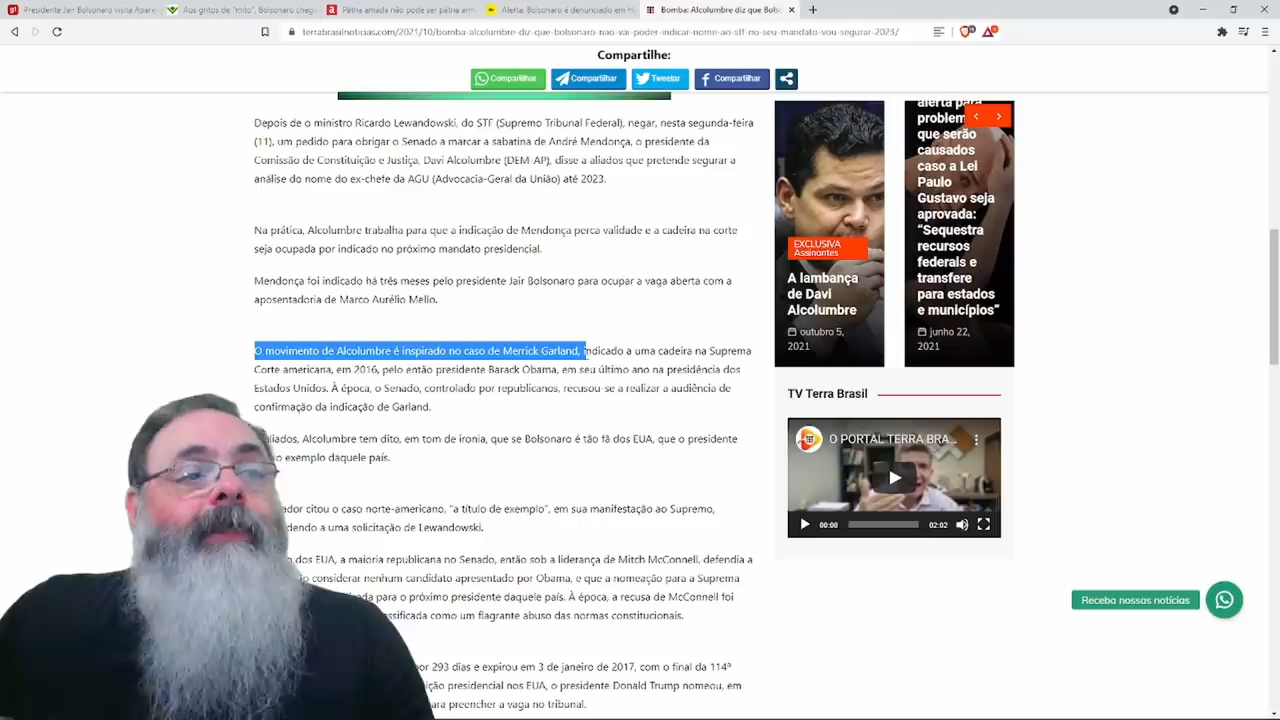 Presidente Jair Bolsonaro visita Apare
Aos gritos de "mito", Bolsonaro chega
Pátria amada não pode ser pátria arm
Alerta: Bolsonaro é denunciado em H
Bomba: Alcolumbre diz que Bols
terrabrasilnoticias.com/2021/10/bomba-alcolumbre-diz-que-bolsonaro-nao-vai-poder-indicar-nome-ao-stf-no-seu-mandato-vou-segurar-2023/
Compartilhe:
Compartilhar
Compartilhar
Tweetar
Compartilhar
Depois de o ministro Ricardo Lewandowski, do STF (Supremo Tribunal Federal), negar, nesta segunda-feira
(11), um pedido para obrigar o Senado a marcar a sabatina de André Mendonça, o presidente da
Comissão de Constituição e Justiça, Davi Alcolumbre (DEM-AP), disse a aliados que pretende segurar a
se do nome do ex-chefe da AGU (Advocacia-Geral da União) até 2023.
Na prática, Alcolumbre trabalha para que a indicação de Mendonça perca validade e a cadeira na corte
seja ocupada por indicado no próximo mandato presidencial.
Mendonça foi indicado há três meses pelo presidente Jair Bolsonaro para ocupar a vaga aberta com a
aposentadoria de Marco Aurélio Mello.
O movimento de Alcolumbre é inspirado no caso de Merrick Garland, indicado a uma cadeira na Suprema
Corte americana, em 2016, pelo então presidente Barack Obama, em seu último ano na presidência dos
Estados Unidos. À época, o Senado, controlado por republicanos, recusou-se a realizar a audiência de
confirmação da indicação de Garland.
aliados, Alcolumbre tem dito, em tom de ironia, que se Bolsonaro é tão fã dos EUA, que o presidente
o exemplo daquele país.
ador citou o caso norte-americano, "a título de exemplo", em sua manifestação ao Supremo,
dendo a uma solicitação de Lewandowski.
dos EUA, a maioria republicana no Senado, então sob a liderança de Mitch McConnell, defendia a
o considerar nenhum candidato apresentado por Obama, e que a nomeação para a Suprema
ada para o próximo presidente daquele país. À época, a recusa de McConnell foi
ssificada como um flagrante abuso das normas constitucionais.
por 293 dias e expirou em 3 de janeiro de 2017, com o final da 114ª
ição presidencial nos EUA, o presidente Donald Trump nomeou, em
para preencher a vaga no tribunal.
EXCLUSIVA
Assinantes
A lambança
de Davi
Alcolumbre
outubro 5,
2021
alerta para
problem
que serão
causados
caso a Lei
Paulo
Gustavo seja
aprovada:
"Sequestra
recursos
federais e
transfere
para estados
e municípios"
junho 22,
2021
TV Terra Brasil
O PORTAL TERRA BRA...
00:00
02:02
Receba nossas notícias